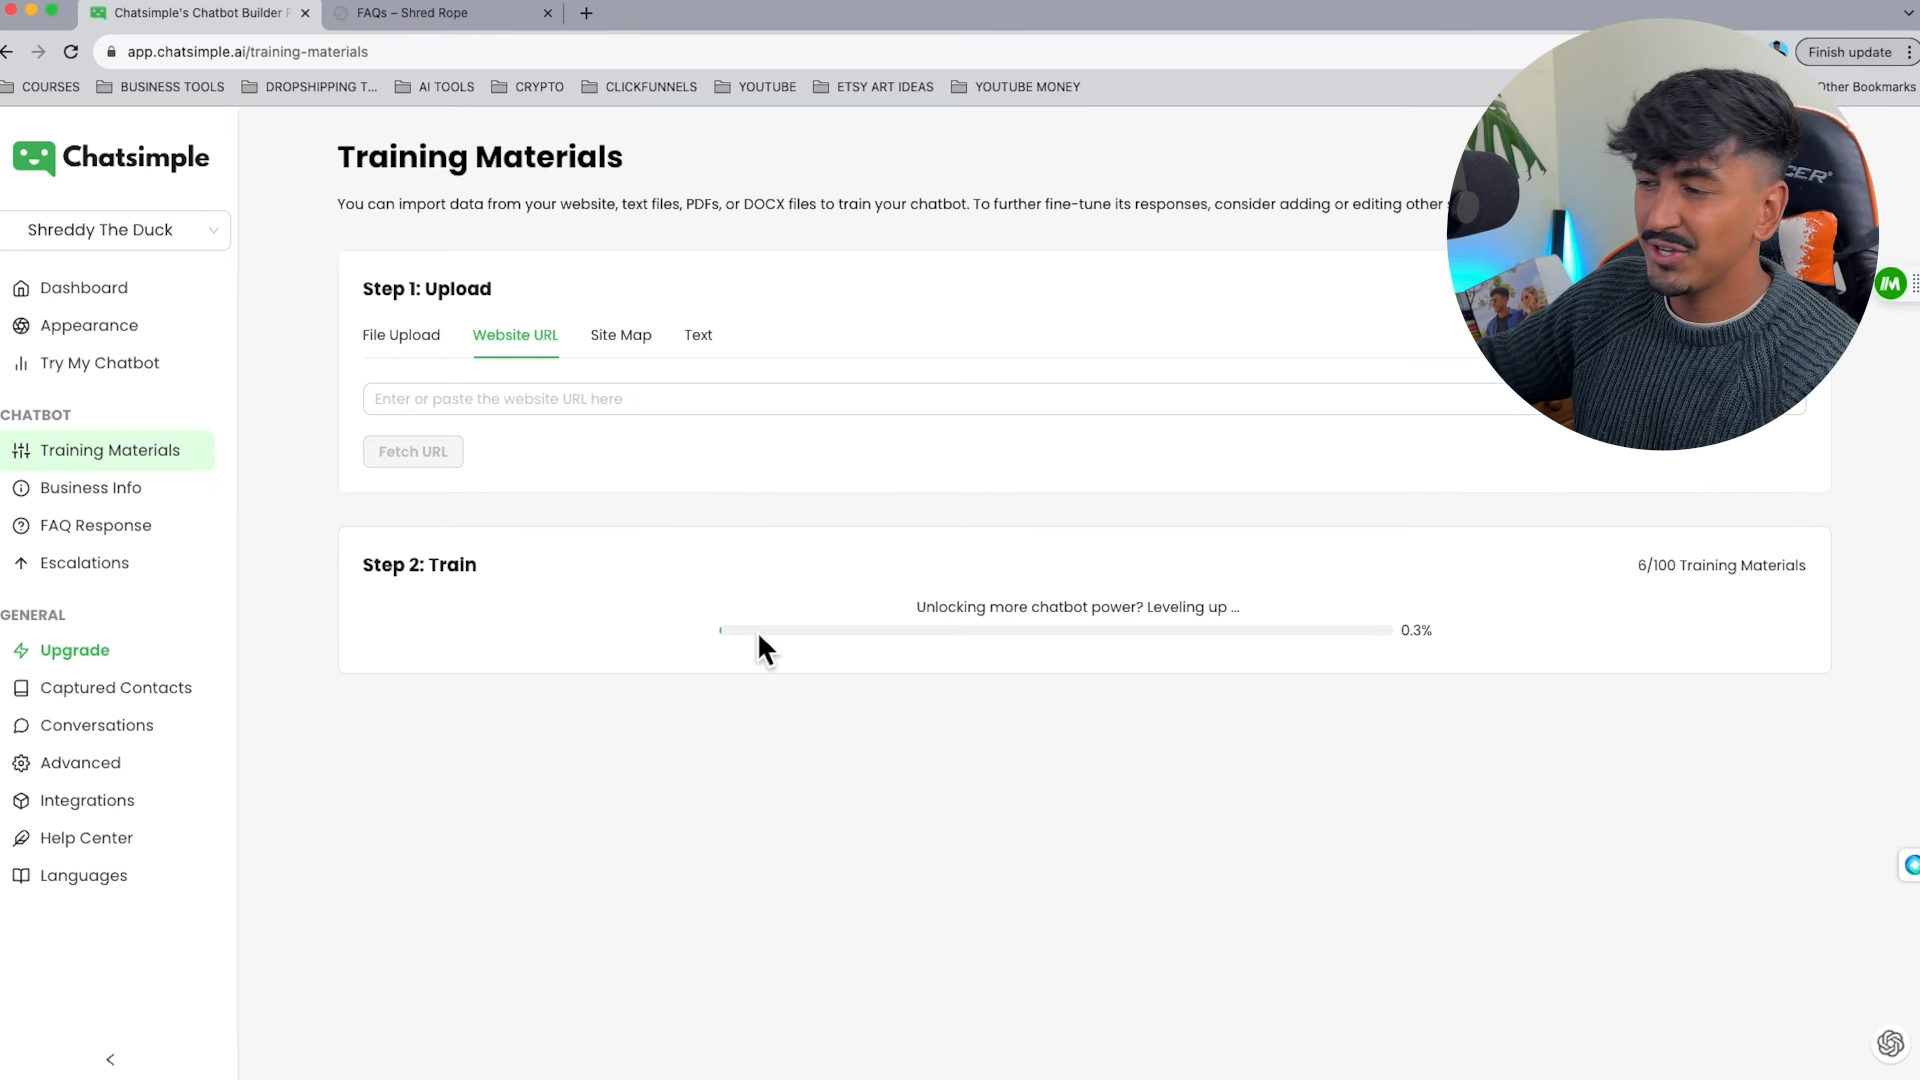 Chatsimple's Chatbot Builder
FAQs – Shred Rope
app.chatsimple.ai/training-materials
Finish update
COURSES
BUSINESS TOOLS
DROPSHIPPING T...
AI TOOLS
CRYPTO
CLICKFUNNELS
YOUTUBE
ETSY ART IDEAS
YOUTUBE MONEY
Other Bookmarks
Chatsimple
Shreddy The Duck
Dashboard
Appearance
Try My Chatbot
CHATBOT
Training Materials
Business Info
FAQ Response
Escalations
GENERAL
Upgrade
Captured Contacts
Conversations
Advanced
Integrations
Help Center
Languages
Training Materials
You can import data from your website, text files, PDFs, or DOCX files to train your chatbot. To further fine-tune its responses, consider adding or editing other
Step 1: Upload
File Upload
Website URL
Site Map
Text
Enter or paste the website URL here
Fetch URL
Step 2: Train
6/100 Training Materials
Unlocking more chatbot power? Leveling up ...
0.3%